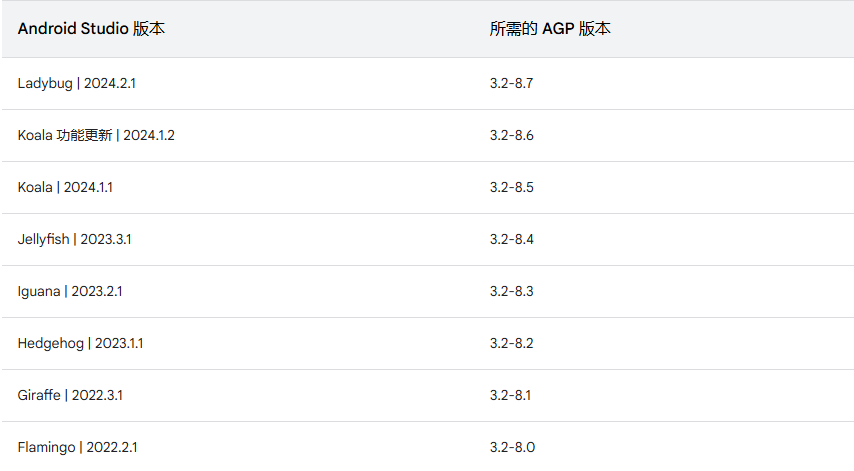 Android Studio 版本 所需的 AGP 版本
Ladybug | 2024.2.1 3.2-8.7
Koala 功能更新 | 2024.1.2 3.2-8.6
Koala | 2024.1.1 3.2-8.5
Jellyfish | 2023.3.1 3.2-8.4
Iguana | 2023.2.1 3.2-8.3
Hedgehog | 2023.1.1 3.2-8.2
Giraffe | 2022.3.1 3.2-8.1
Flamingo | 2022.2.1 3.2-8.0